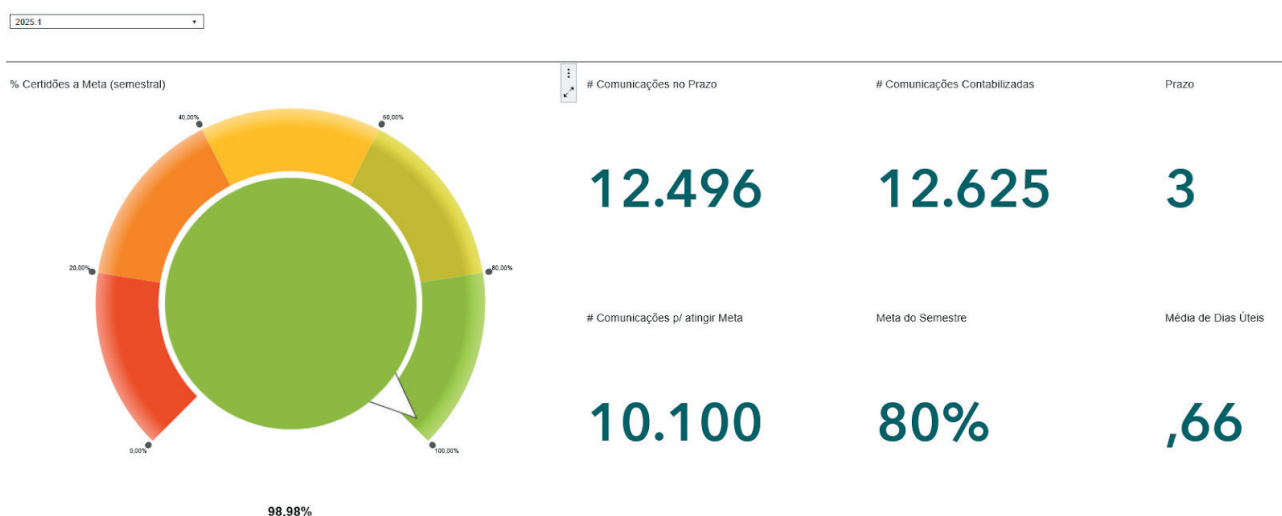 2025.1
% Certidões a Meta (semestral)
40,00%
60,00%
20,00%
80,00%
0,00%
100,00%
98,98%
# Comunicações no Prazo
12.496
# Comunicações Contabilizadas
12.625
Prazo
3
# Comunicações p/ atingir Meta
10.100
Meta do Semestre
80%
Média de Dias Úteis
,66